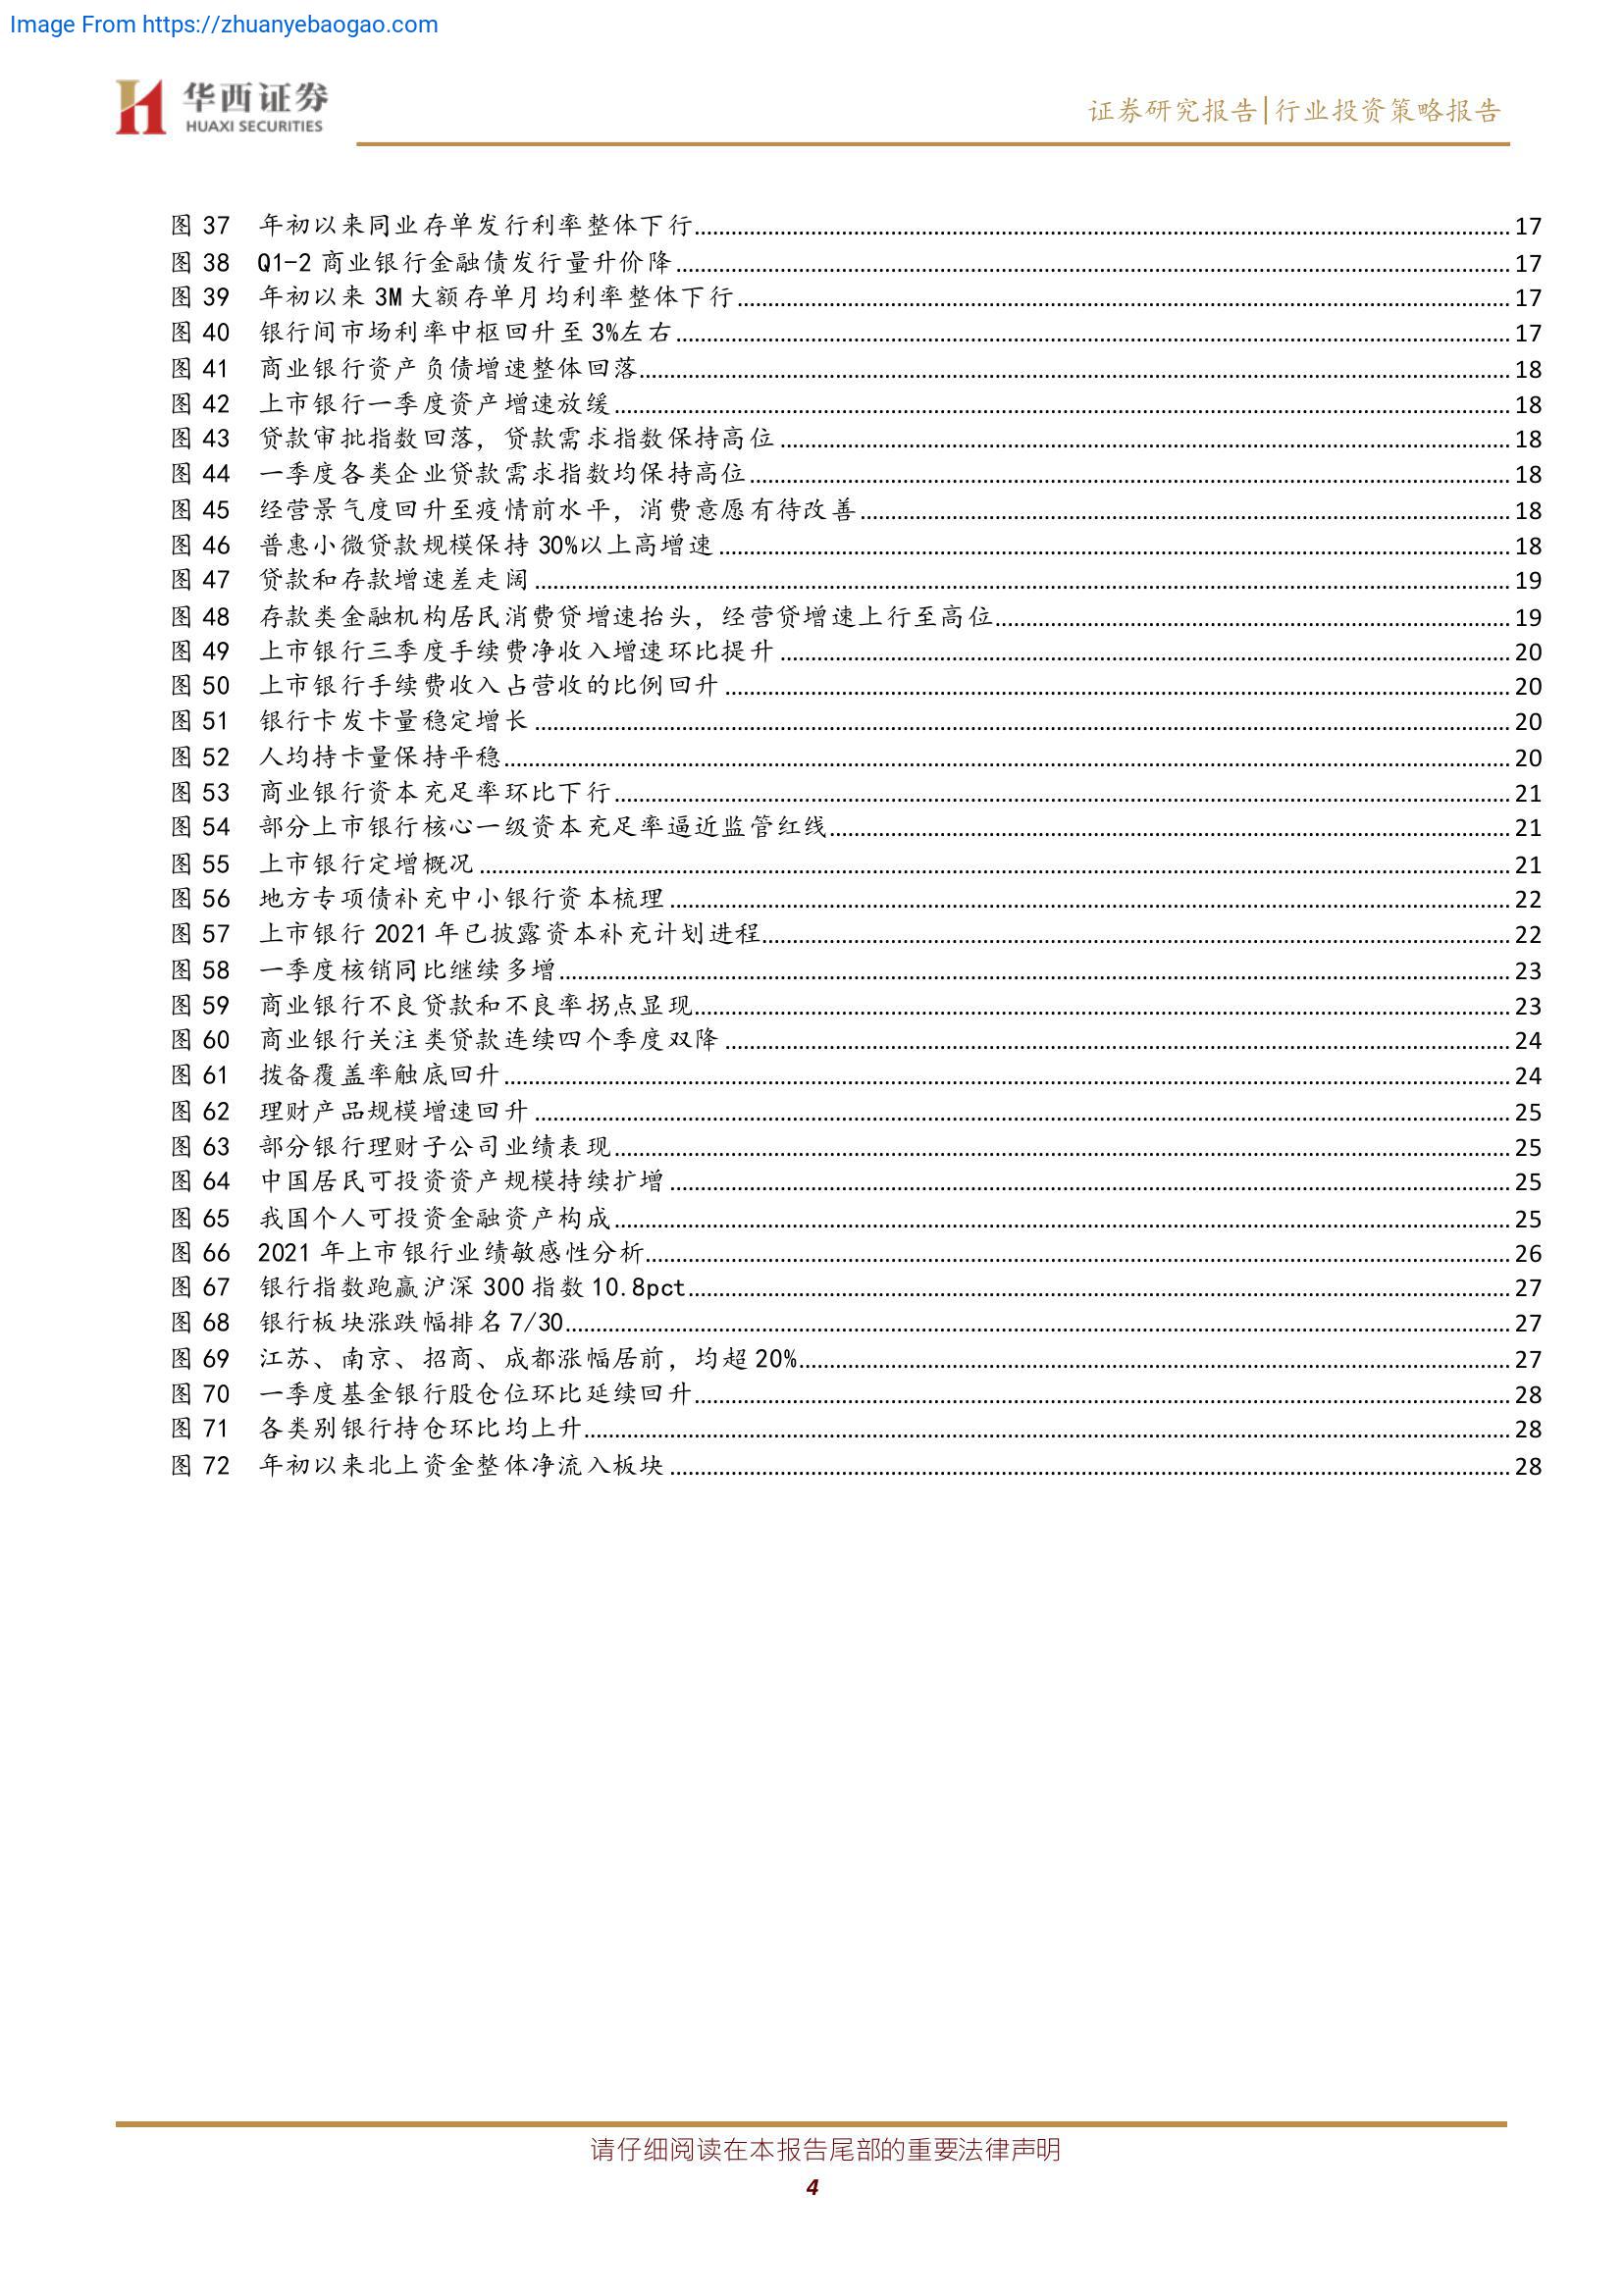 Image From https://zhuanyebaogao.com
华西证券
HUAXI SECURITIES
证券研究报告|行业投资策略报告
图 37 年初以来同业存单发行利率整体下行 17
图 38 Q1-2 商业银行金融债发行量升价降 17
图 39 年初以来 3M 大额存单月均利率整体下行 17
图 40 银行间市场利率中枢回升至 3%左右 17
图 41 商业银行资产负债增速整体回落 18
图 42 上市银行一季度资产增速放缓 18
图 43 贷款审批指数回落，贷款需求指数保持高位 18
图 44 一季度各类企业贷款需求指数均保持高位 18
图 45 经营景气度回升至疫情前水平，消费意愿有待改善 18
图 46 普惠小微贷款规模保持 30%以上高增速 18
图 47 贷款和存款增速差走阔 19
图 48 存款类金融机构居民消费贷增速抬头，经营贷增速上行至高位 19
图 49 上市银行三季度手续费净收入增速环比提升 20
图 50 上市银行手续费收入占营收的比例回升 20
图 51 银行卡发卡量稳定增长 20
图 52 人均持卡量保持平稳 20
图 53 商业银行资本充足率环比下行 21
图 54 部分上市银行核心一级资本充足率逼近监管红线 21
图 55 上市银行定增概况 21
图 56 地方专项债补充中小银行资本梳理 22
图 57 上市银行 2021 年已披露资本补充计划进程 22
图 58 一季度核销同比继续多增 23
图 59 商业银行不良贷款和不良率拐点显现 23
图 60 商业银行关注类贷款连续四个季度双降 24
图 61 拨备覆盖率触底回升 24
图 62 理财产品规模增速回升 25
图 63 部分银行理财子公司业绩表现 25
图 64 中国居民可投资资产规模持续扩增 25
图 65 我国个人可投资金融资产构成 25
图 66 2021 年上市银行业绩敏感性分析 26
图 67 银行指数跑赢沪深 300 指数 10.8pct 27
图 68 银行板块涨跌幅排名 7/30 27
图 69 江苏、南京、招商、成都涨幅居前，均超 20% 27
图 70 一季度基金银行股仓位环比延续回升 28
图 71 各类别银行持仓环比均上升 28
图 72 年初以来北上资金整体净流入板块 28
请仔细阅读在本报告尾部的重要法律声明
4